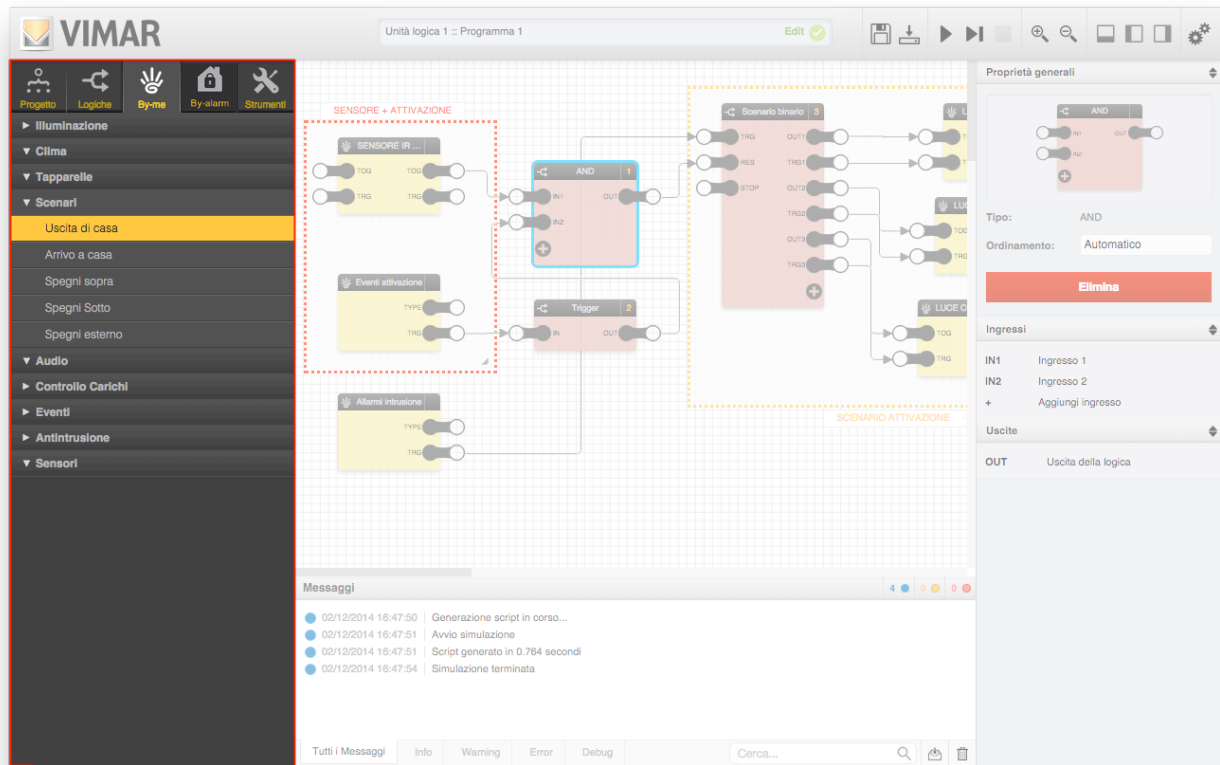 VIMAR
Unità logica 1 :: Programma 1
Edit
Progetto
Logiche
By-me
By-alarm
Strumenti
Illuminazione
Clima
Tapparelle
Scenari
Uscita di casa
Arrivo a casa
Spegni sopra
Spegni Sotto
Spegni esterno
Audio
Controllo Carichi
Eventi
Antintrusione
Sensori
SENSORE + ATTIVAZIONE
SENSORE IR ...
TOG TOG
TRG TRG
Eventi attivazione
TYPE
TRG
Allarmi intrusione
TYPE
TRG
AND 1
IN1 OUT
IN2
Trigger 2
IN OUT
Scenario binario 3
TRG OUT1
RES TRG1
STOP OUT2
TRG2
OUT3
TRG3
LUC
TOG
TRG
LUCE C
TOG
TRG
SCENARIO ATTIVAZIONE
Messaggi
4 0 0
02/12/2014 16:47:50 Generazione script in corso...
02/12/2014 16:47:51 Avvio simulazione
02/12/2014 16:47:51 Script generato in 0.764 secondi
02/12/2014 16:47:54 Simulazione terminata
Tutti i Messaggi
Info
Warning
Error
Debug
Cerca...
Proprietà generali
AND
IN1 OUT
IN2
Tipo: AND
Ordinamento: Automatico
Elimina
Ingressi
IN1 Ingresso 1
IN2 Ingresso 2
+ Aggiungi ingresso
Uscite
OUT Uscita della logica